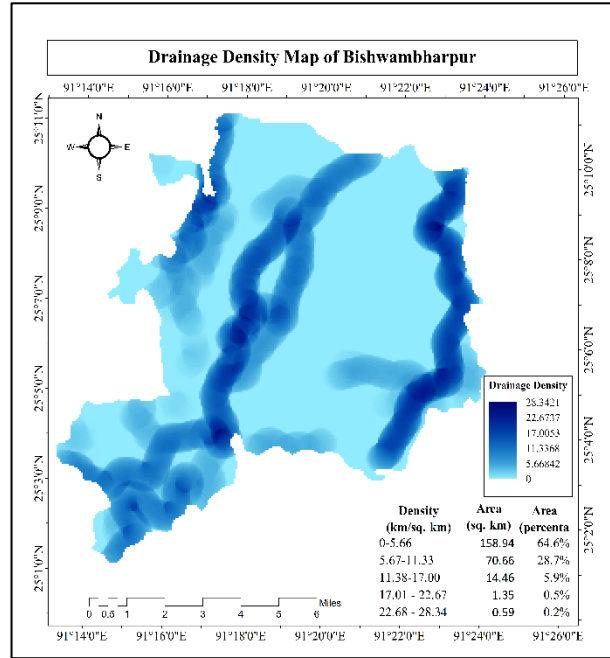 Drainage Density Map of Bishwambharpur
91°14'0"E 91°16'0"E 91°18'0"E 91°20'0"E 91°22'0"E 91°24'0"E 91°26'0"E
25°11'0"N
25°9'0"N
25°7'0"N
25°5'0"N
25°3'0"N
25°1'0"N
N
W E
S
25°10'0"N
25°8'0"N
25°6'0"N
25°4'0"N
25°2'0"N
Drainage Density
28.3421
22.6737
17.0053
11.3368
5.66842
0
Density Area Area
(km/sq. km) (sq. km) (percenta
0-5.66 158.94 64.6%
5.67-11.33 70.66 28.7%
11.38-17.00 14.46 5.9%
17.01 - 22.67 1.35 0.5%
22.68 - 28.34 0.59 0.2%
Miles
0 0.5 1 2 3 4 5 6
91°14'0"E 91°16'0"E 91°18'0"E 91°20'0"E 91°22'0"E 91°24'0"E 91°26'0"E